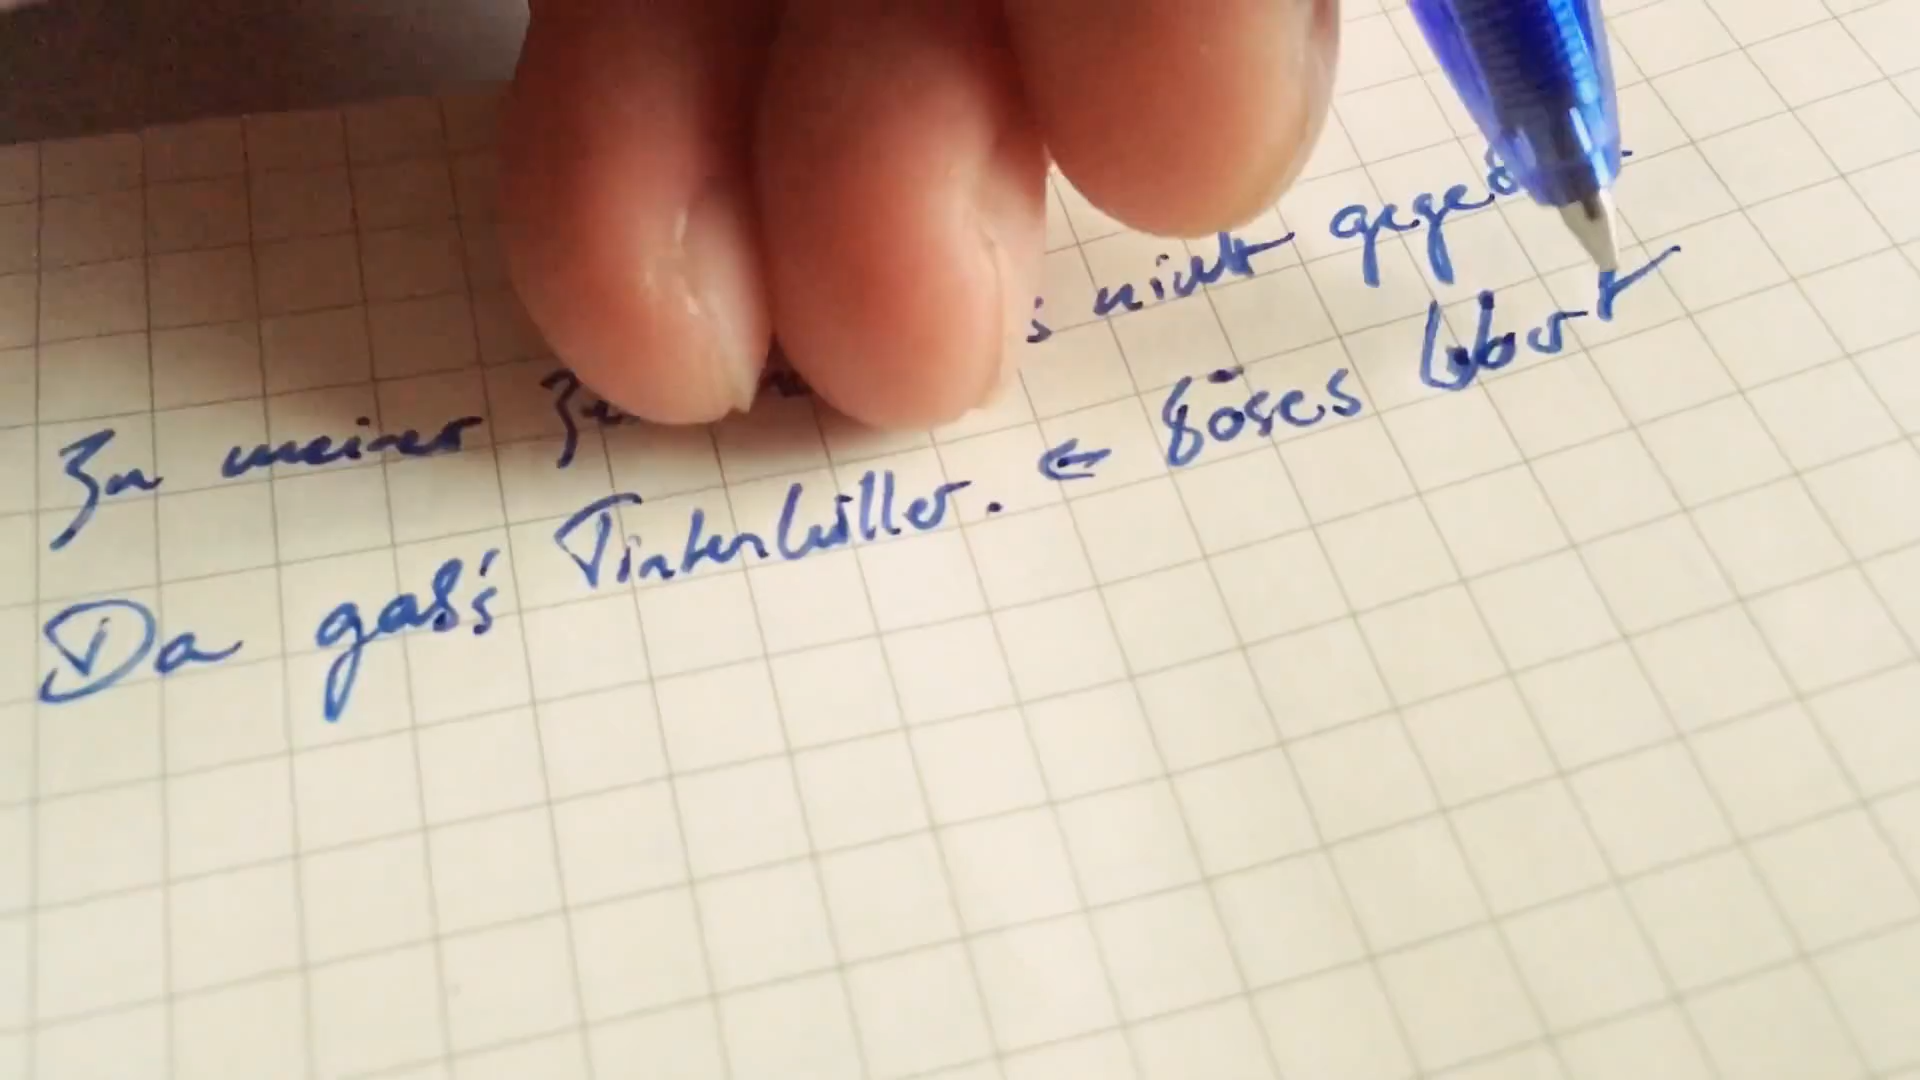 Zu meiner nicht
Da gab's Tintenkiller. ← böses Wort